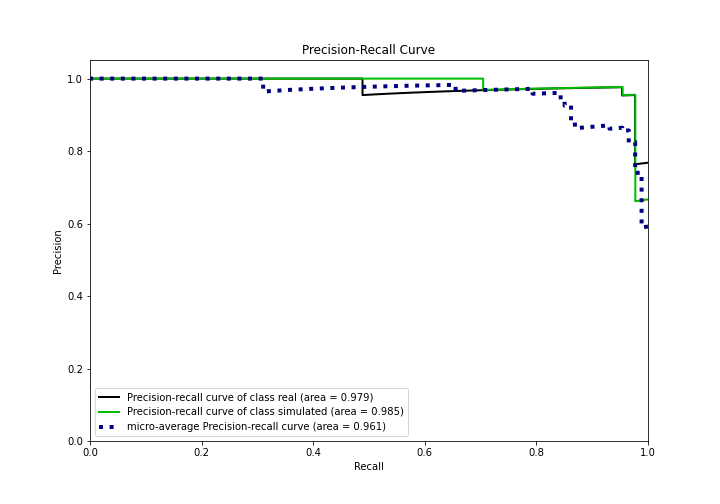 Precision-Recall Curve
1.0
0.8
0.6
0.4
0.2
0.0
Precision
Precision-recall curve of class real (area = 0.979)
Precision-recall curve of class simulated (area = 0.985)
micro-average Precision-recall curve (area = 0.961)
0.0 0.2 0.4 0.6 0.8 1.0
Recall